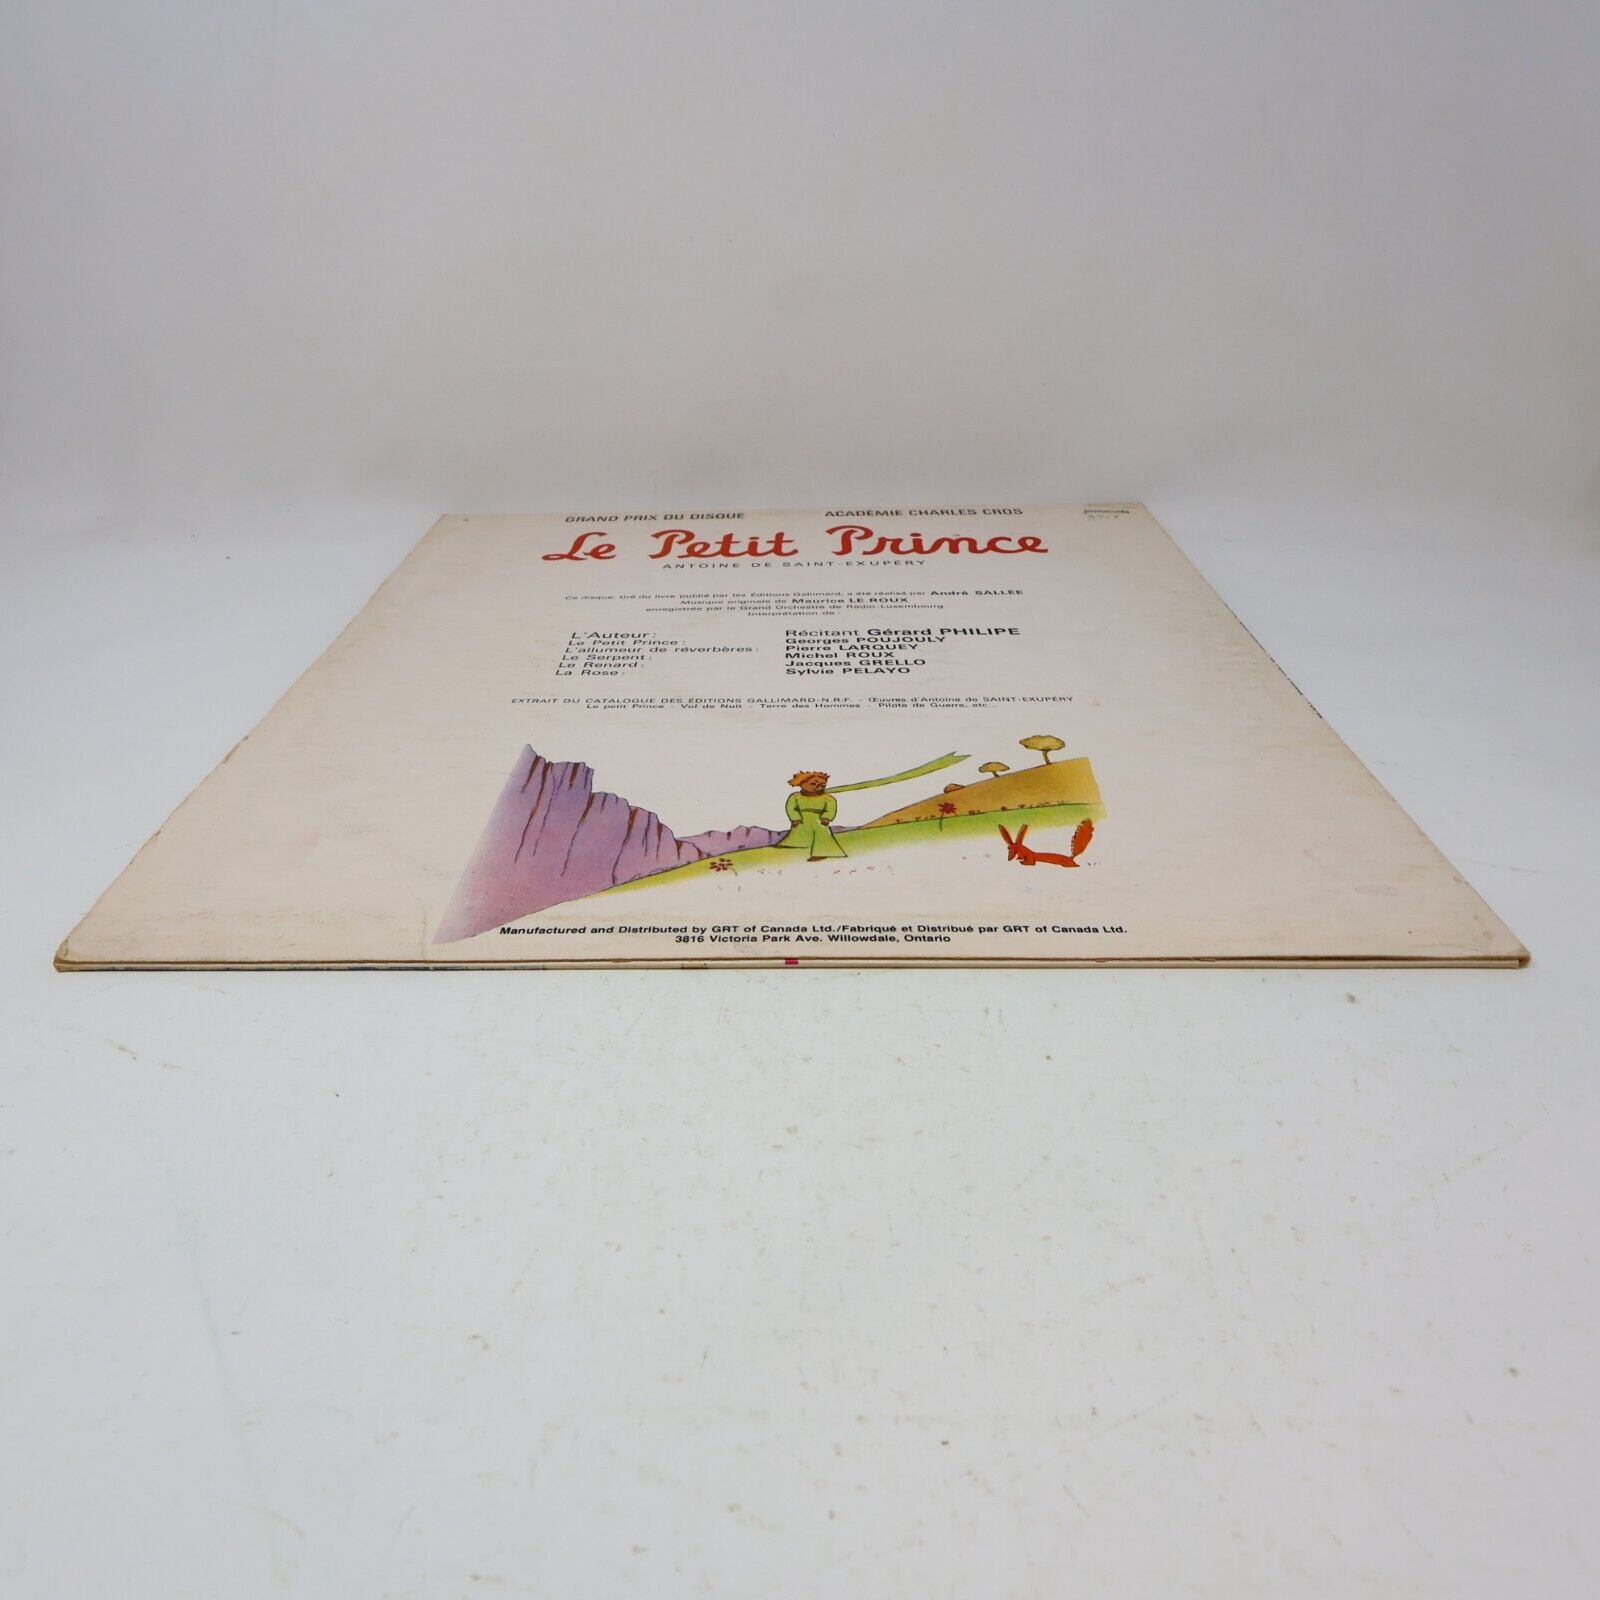 GRAND PRIX DU DISQUE ACADÉMIE CHARLES CROS
Le Petit Prince
ANTOINE DE SAINT-EXUPÉRY
Ce disque, tiré du livre publié par les Éditions Gallimard, a été réalisé par André SALLÉE
Musique originale de Maurice LE ROUX
enregistrée par le Grand Orchestre de Radio-Luxembourg
Interprétation de :
L'Auteur : Récitant Gérard PHILIPE
Le Petit Prince : Georges POUJOULY
L'allumeur de réverbères : Pierre LARQUEY
Le Serpent : Michel ROUX
Le Renard : Jacques GRELLO
La Rose : Sylvie PELAYO
EXTRAIT DU CATALOGUE DES ÉDITIONS GALLIMARD-N.R.F. - Œuvres d'Antoine de SAINT-EXUPÉRY
Le petit Prince - Vol de Nuit - Terre des Hommes - Pilote de Guerre, etc...
Manufactured and Distributed by GRT of Canada Ltd./Fabriqué et Distribué par GRT of Canada Ltd.
3816 Victoria Park Ave. Willowdale, Ontario